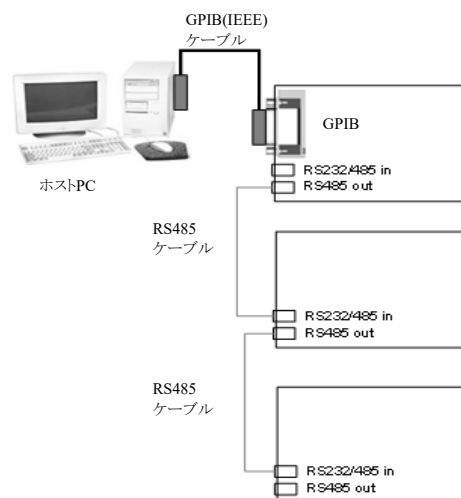 GPIB(IEEE)
ケーブル
GPIB
ホストPC
RS232/485 in
RS485 out
RS485
ケーブル
RS232/485 in
RS485 out
RS485
ケーブル
RS232/485 in
RS485 out